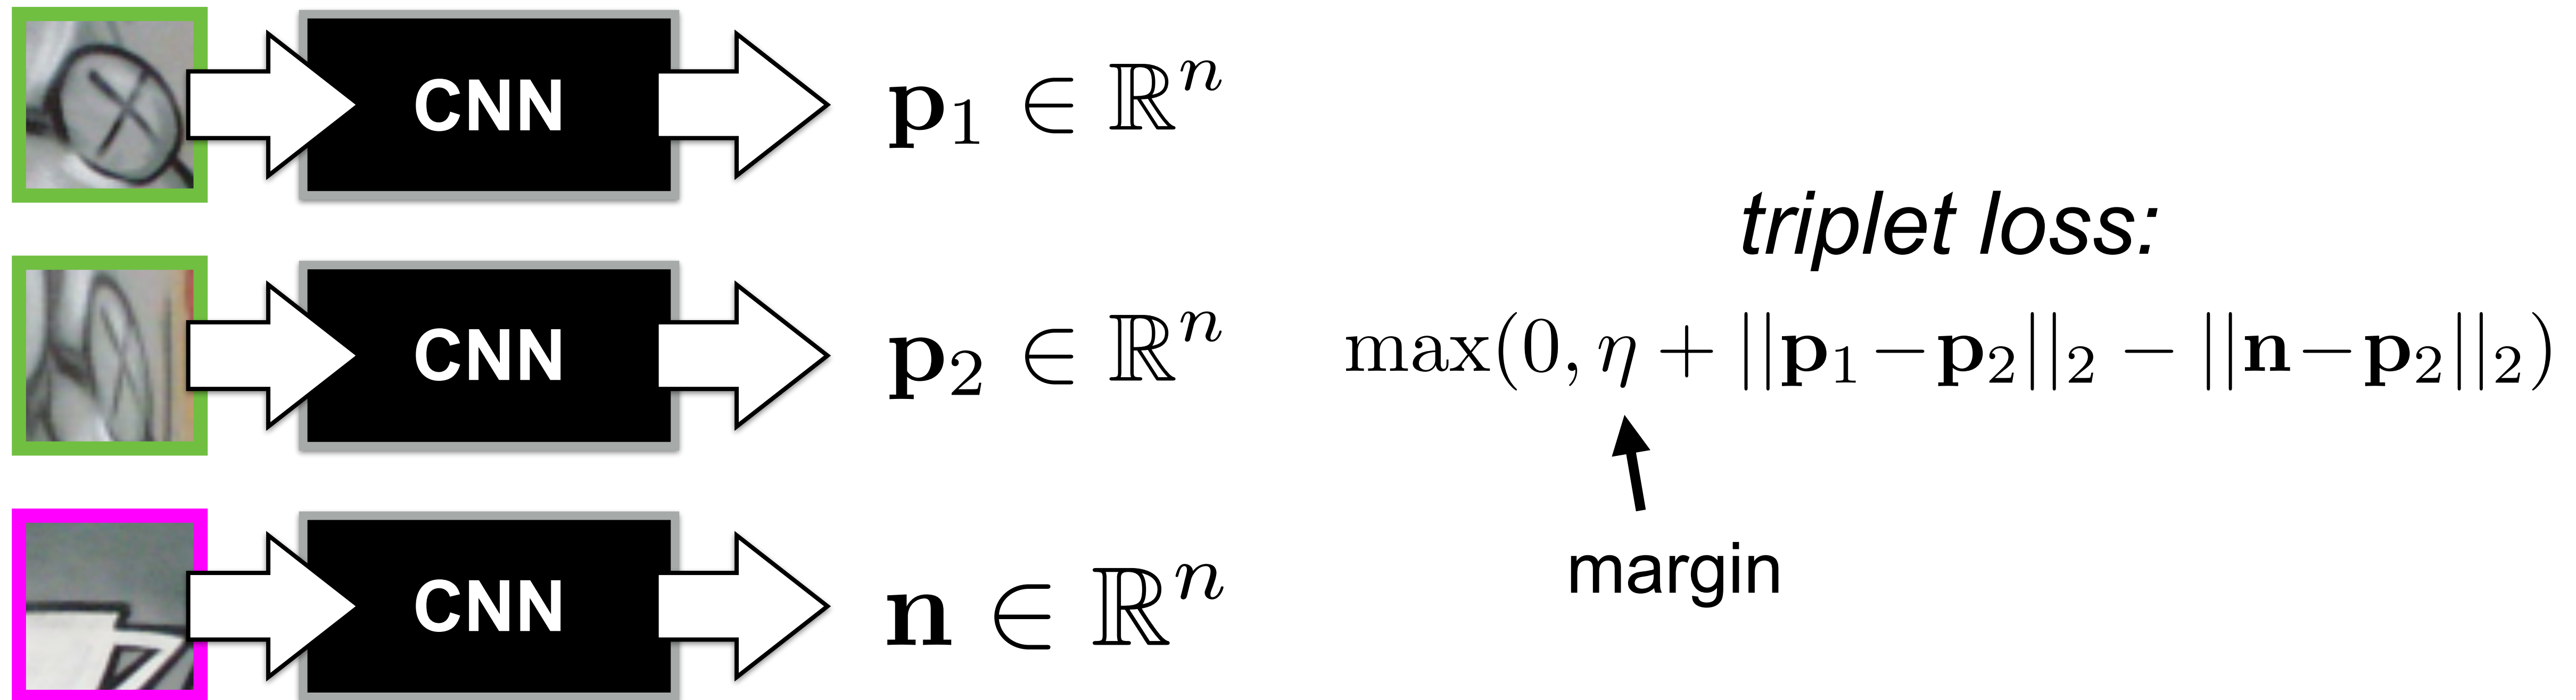 CNN
p₁ ∈ ℝⁿ
triplet loss:
CNN
p₂ ∈ ℝⁿ
max(0, η + ||p₁−p₂||₂ − ||n−p₂||₂)
margin
CNN
n ∈ ℝⁿ